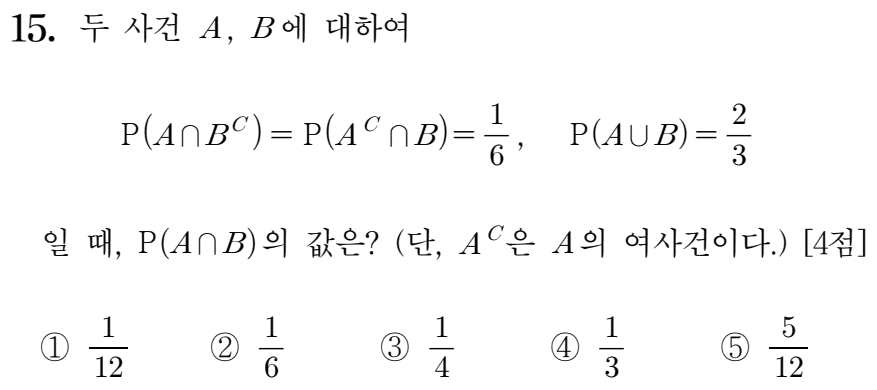 15. 두 사건 A, B에 대하여
P(A∩B^C) = P(A^C∩B) = 1/6, P(A∪B) = 2/3
일 때, P(A∩B)의 값은? (단, A^C은 A의 여사건이다.) [4점]
① 1/12 ② 1/6 ③ 1/4 ④ 1/3 ⑤ 5/12